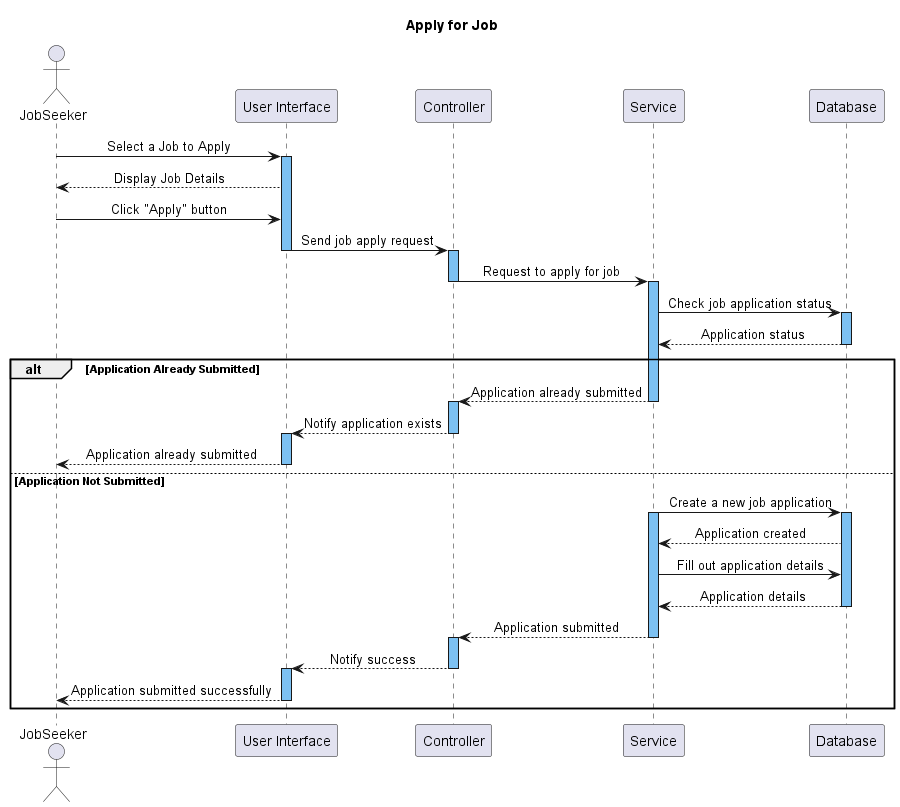 Apply for Job
JobSeeker
User Interface
Controller
Service
Database
Select a Job to Apply
Display Job Details
Click "Apply" button
Send job apply request
Request to apply for job
Check job application status
Application status
alt
[Application Already Submitted]
Application already submitted
Notify application exists
Application already submitted
[Application Not Submitted]
Create a new job application
Application created
Fill out application details
Application details
Application submitted
Notify success
Application submitted successfully
JobSeeker
User Interface
Controller
Service
Database